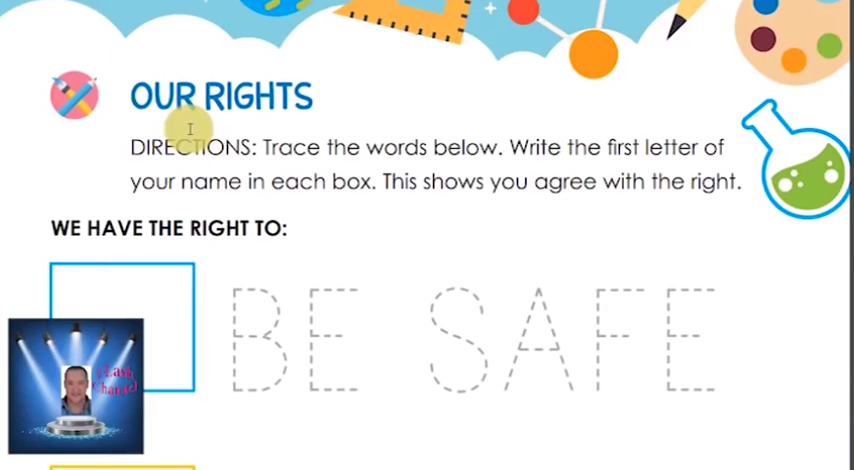 OUR RIGHTS
DIRECTIONS: Trace the words below. Write the first letter of
your name in each box. This shows you agree with the right.
WE HAVE THE RIGHT TO:
BE SAFE